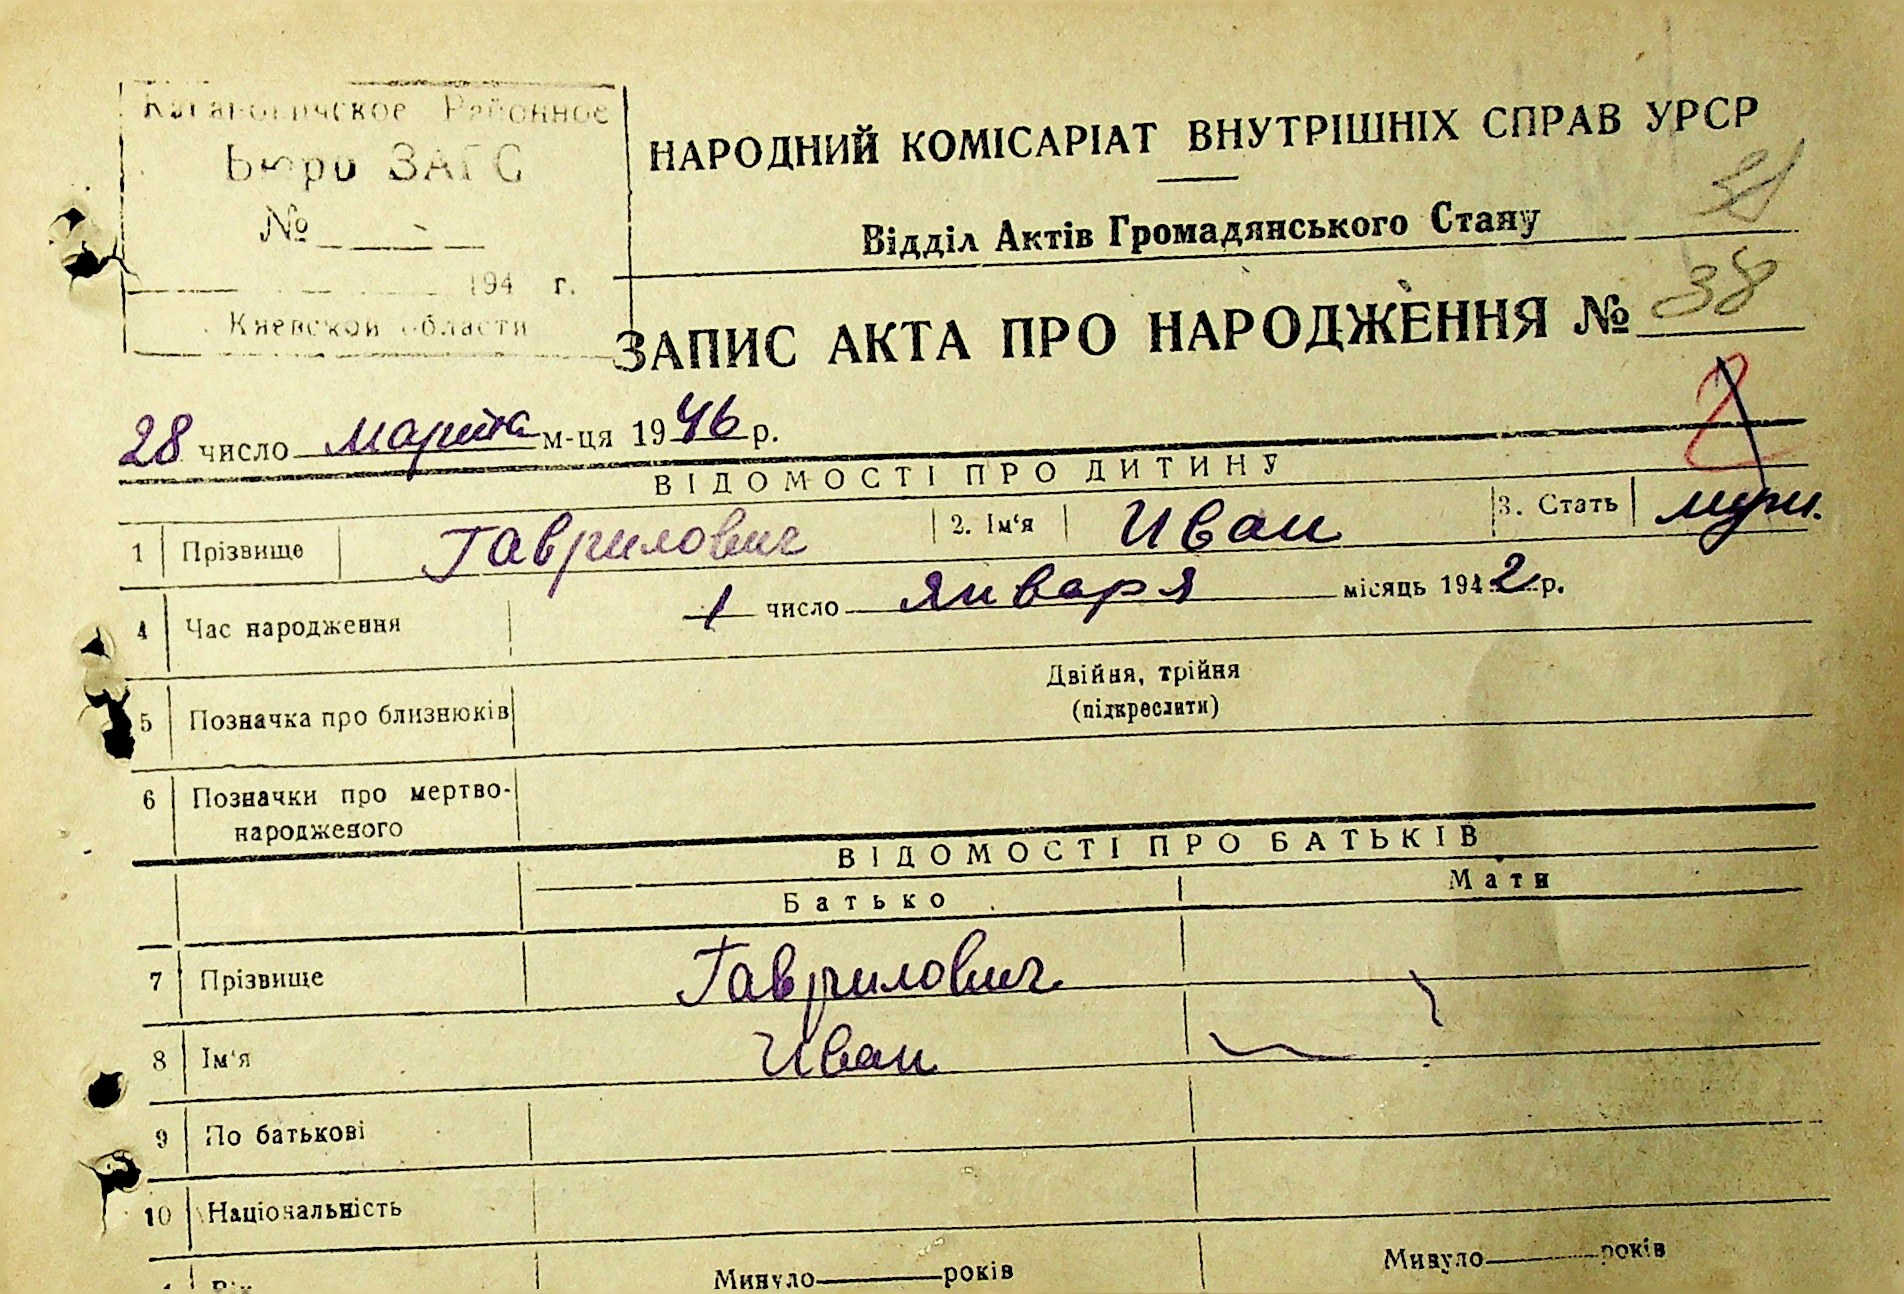 Кагановичское Районное
Бюро ЗАГС
№
194 г.
Киевской области
НАРОДНИЙ КОМІСАРІАТ ВНУТРІШНІХ СПРАВ УРСР
Відділ Актів Громадянського Стану
ЗАПИС АКТА ПРО НАРОДЖЕННЯ № 38
28 число марта м-ця 1946 р.
ВІДОМОСТІ ПРО ДИТИНУ
1 Прізвище Гаврилович 2. Ім'я Иван 3. Стать муж.
4 Час народження 1 число января місяць 1942 р.
5 Позначка про близнюків Двійня, трійня
(підкреслити)
6 Позначки про мертво-
народженого
ВІДОМОСТІ ПРО БАТЬКІВ
Батько Мати
7 Прізвище Гаврилович
8 Ім'я Иван
9 По батькові
10 Національність
Минуло років Минуло років